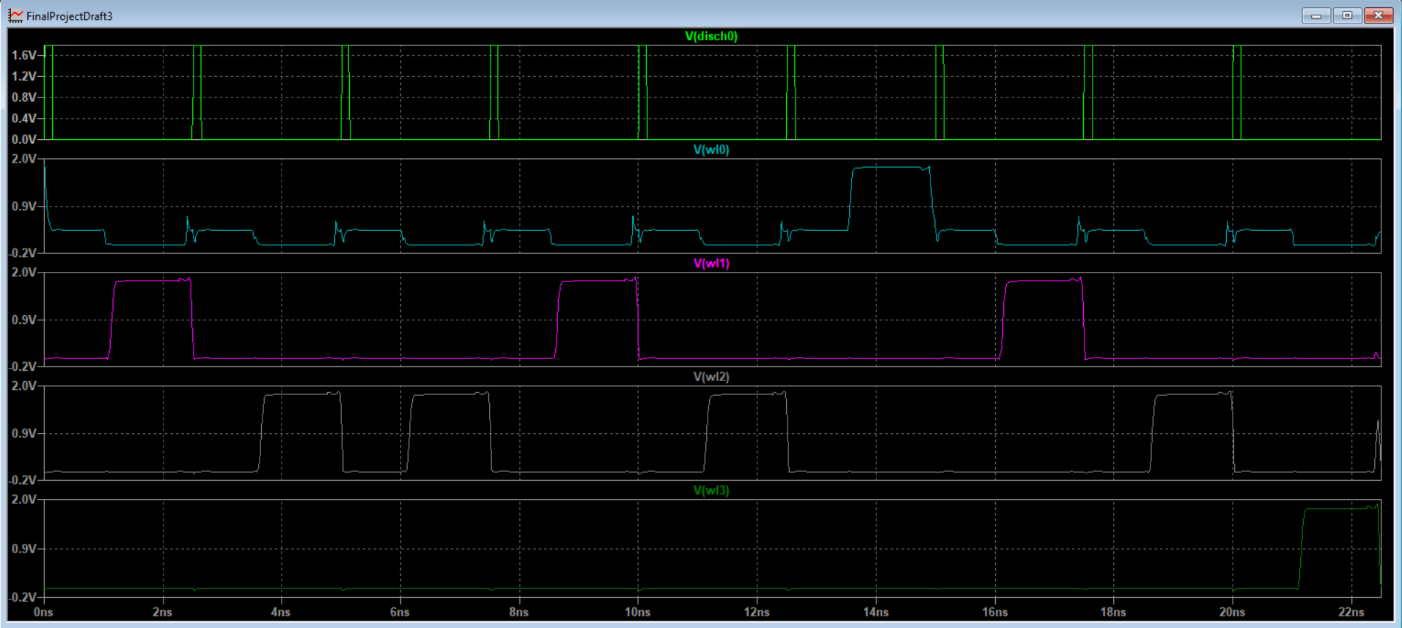 FinalProjectDraft3
V(disch0)
1.6V
1.2V
0.8V
0.4V
0.0V
V(wl0)
2.0V
0.9V
-0.2V
V(wl1)
2.0V
0.9V
-0.2V
V(wl2)
2.0V
0.9V
-0.2V
V(wl3)
2.0V
0.9V
-0.2V
0ns 2ns 4ns 6ns 8ns 10ns 12ns 14ns 16ns 18ns 20ns 22ns